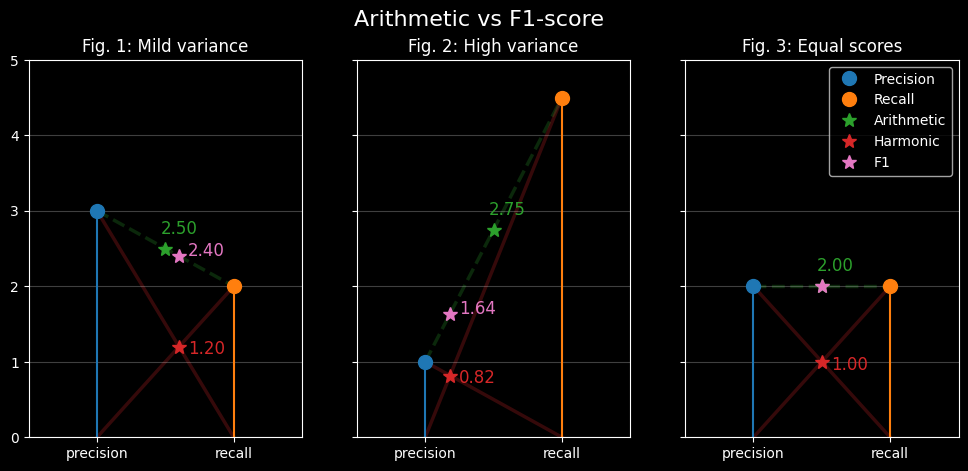 Arithmetic vs F1-score
Fig. 1: Mild variance
5
4
3
2
1
0
2.50
2.40
1.20
precision
recall
Fig. 2: High variance
2.75
1.64
0.82
precision
recall
Fig. 3: Equal scores
Precision
Recall
Arithmetic
Harmonic
F1
2.00
1.00
precision
recall